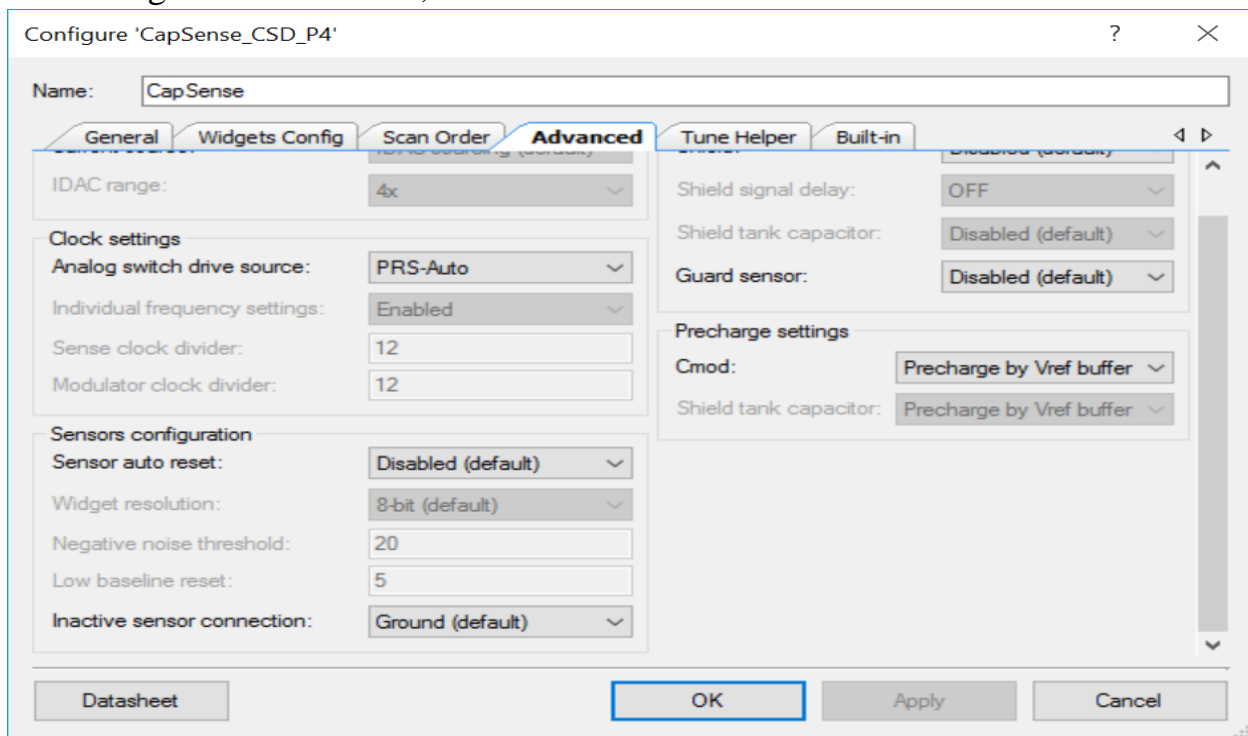 Configure 'CapSense_CSD_P4'
?
Name: CapSense
General Widgets Config Scan Order Advanced Tune Helper Built-in
IDAC range: 4x
Shield signal delay: OFF
Clock settings
Shield tank capacitor: Disabled (default)
Analog switch drive source: PRS-Auto
Guard sensor: Disabled (default)
Individual frequency settings: Enabled
Precharge settings
Sense clock divider: 12
Cmod: Precharge by Vref buffer
Modulator clock divider: 12
Shield tank capacitor: Precharge by Vref buffer
Sensors configuration
Sensor auto reset: Disabled (default)
Widget resolution: 8-bit (default)
Negative noise threshold: 20
Low baseline reset: 5
Inactive sensor connection: Ground (default)
Datasheet OK Apply Cancel